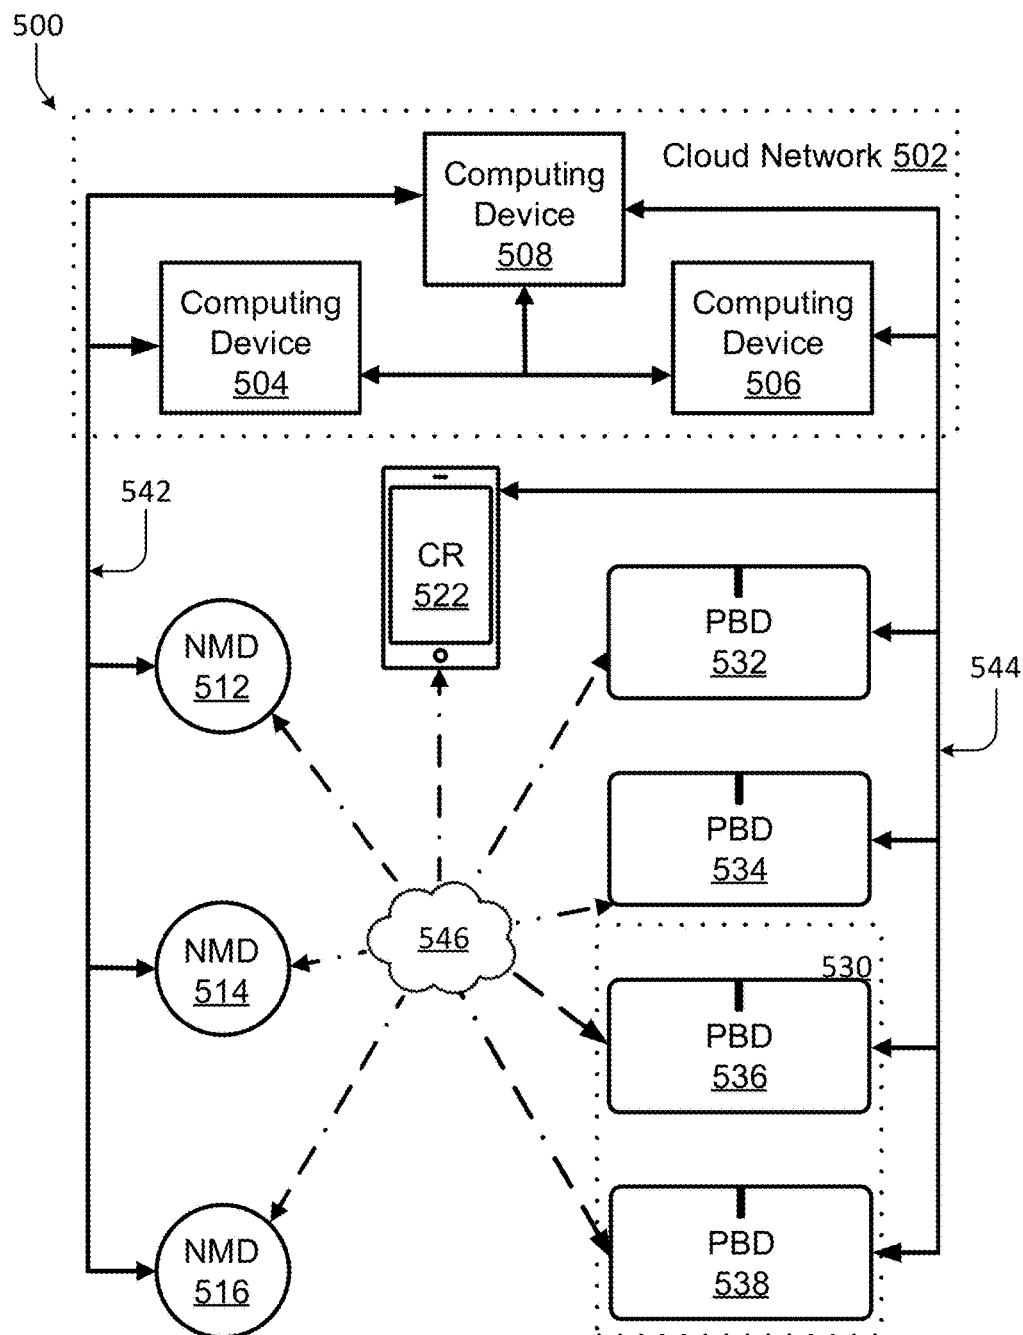 500
Cloud Network 502
Computing
Device
508
Computing
Device
504
Computing
Device
506
542
CR
522
PBD
532
NMD
512
544
PBD
534
546
NMD
514
530
PBD
536
NMD
516
PBD
538